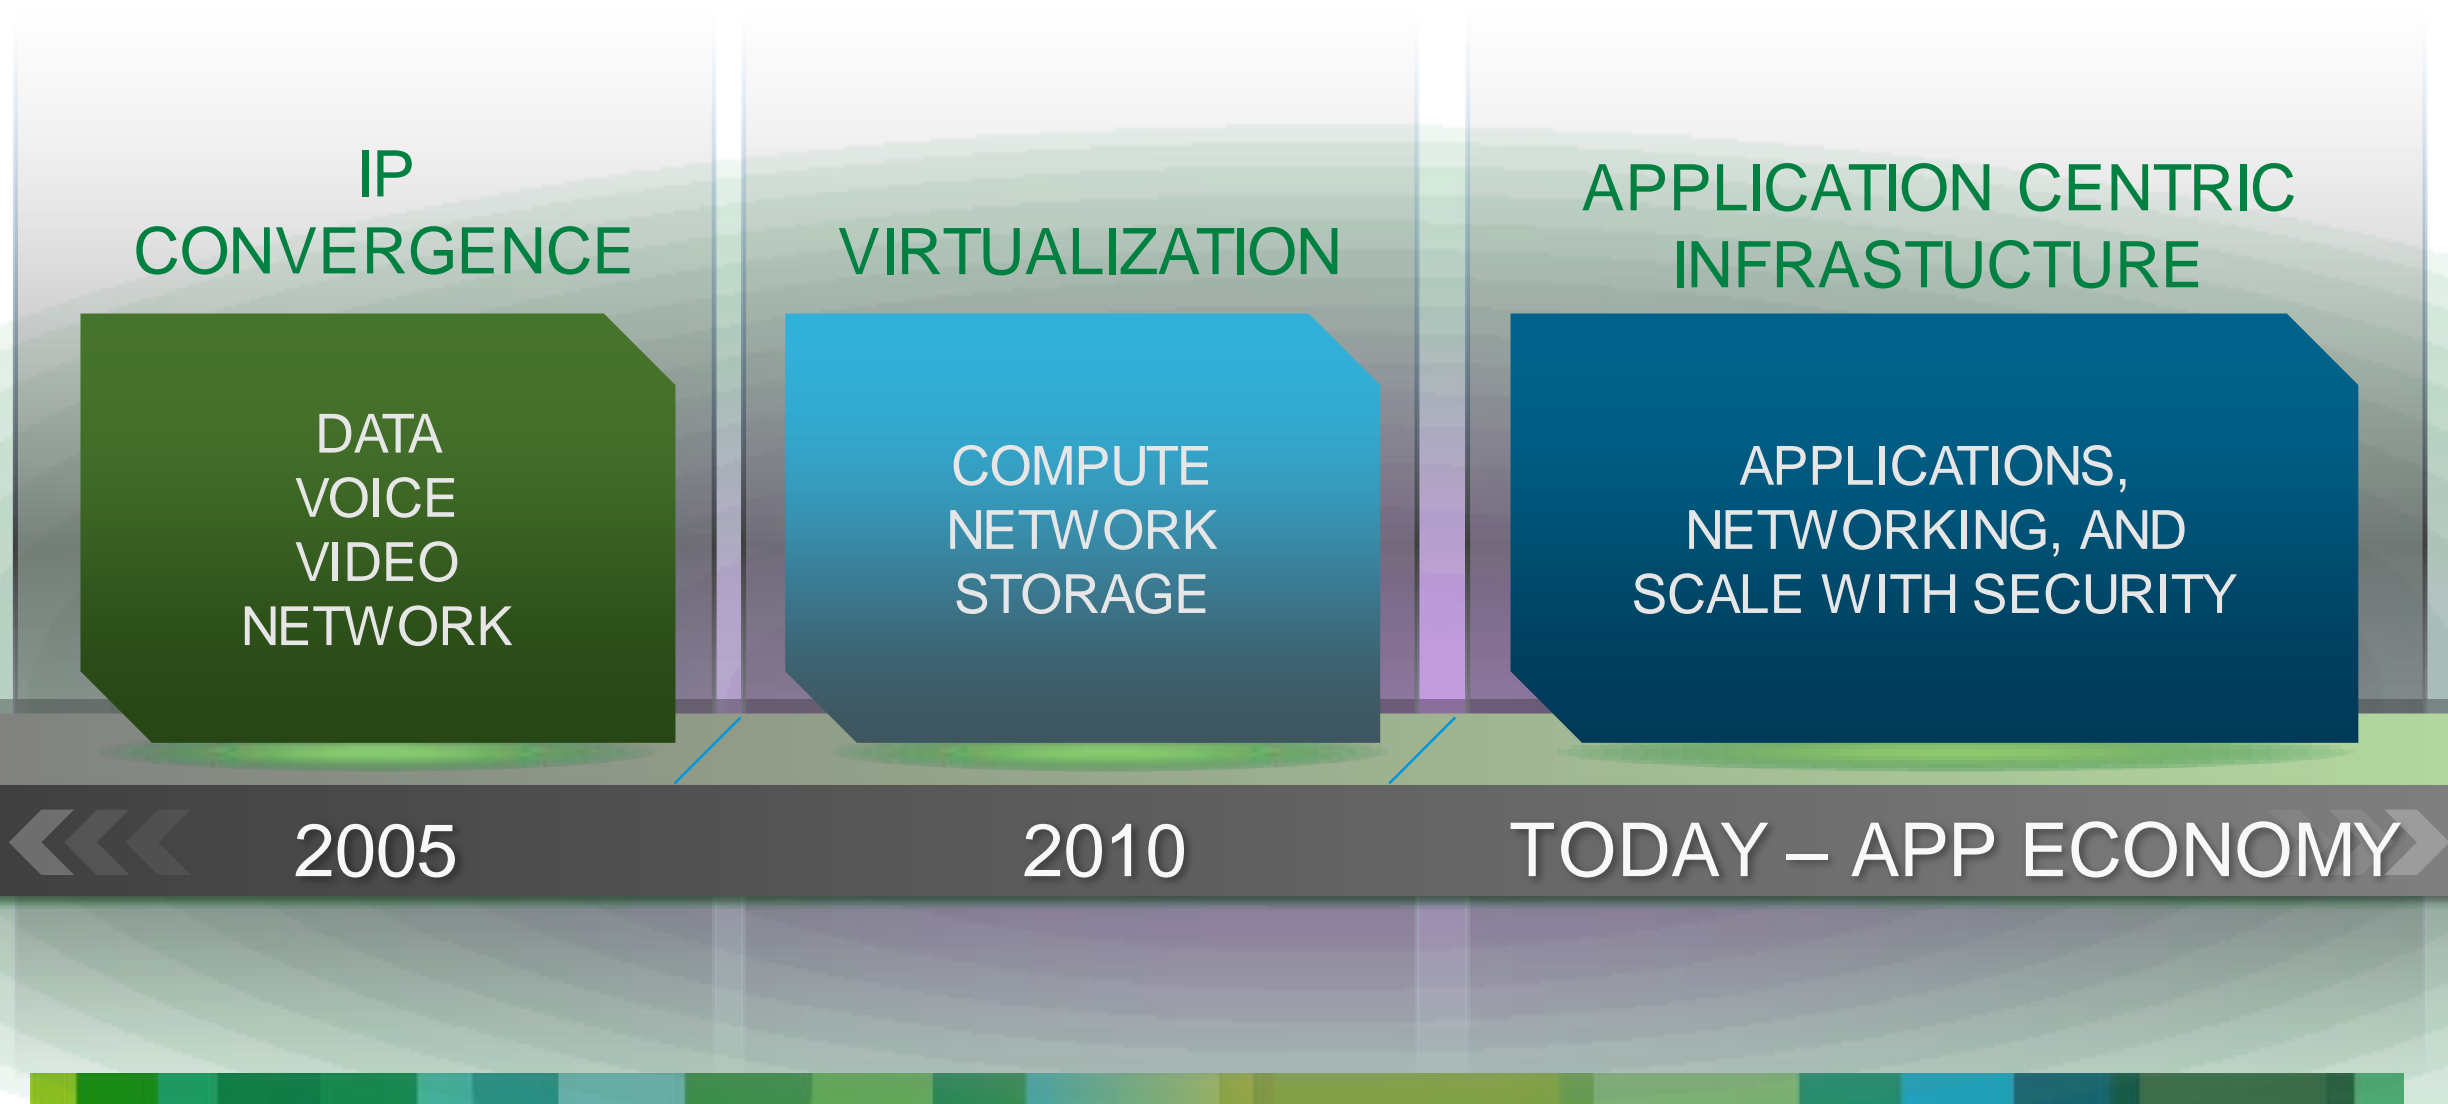 IP
CONVERGENCE
VIRTUALIZATION
APPLICATION CENTRIC
INFRASTUCTURE
DATA
VOICE
VIDEO
NETWORK
COMPUTE
NETWORK
STORAGE
APPLICATIONS,
NETWORKING, AND
SCALE WITH SECURITY
2005
2010
TODAY – APP ECONOMY